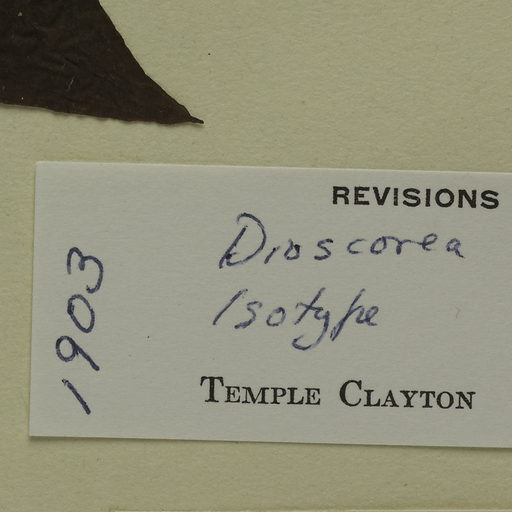 REVISIONS
Dioscorea
Isotype
TEMPLE CLAYTON
1903